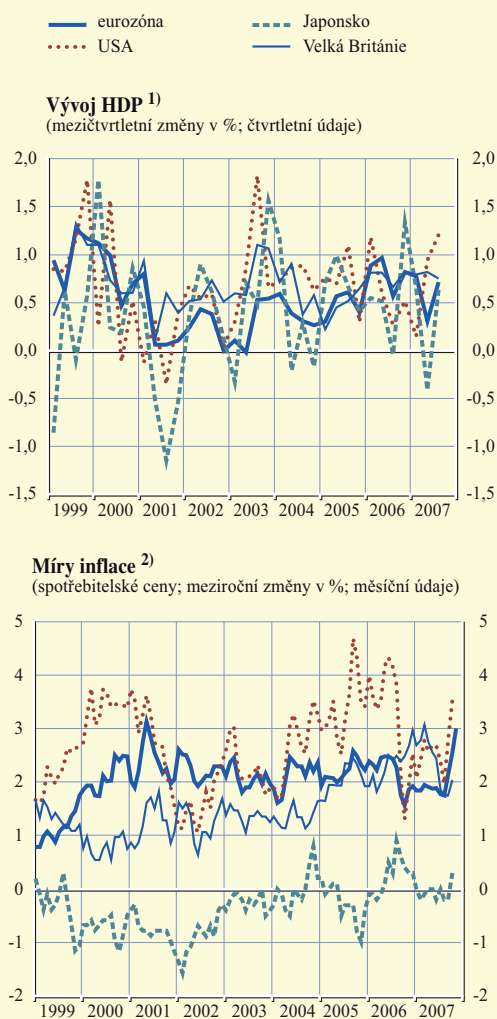 eurozóna
USA
Japonsko
Velká Británie
Vývoj HDP 1)
(mezičtvrtletní změny v %; čtvrtletní údaje)
2,0 2,0
1,5 1,5
1,0 1,0
0,5 0,5
0,0 0,0
-0,5 -0,5
-1,0 -1,0
-1,5 -1,5
1999 2000 2001 2002 2003 2004 2005 2006 2007
Míry inflace 2)
(spotřebitelské ceny; meziroční změny v %; měsíční údaje)
5 5
4 4
3 3
2 2
1 1
0 0
-1 -1
-2 -2
1999 2000 2001 2002 2003 2004 2005 2006 2007